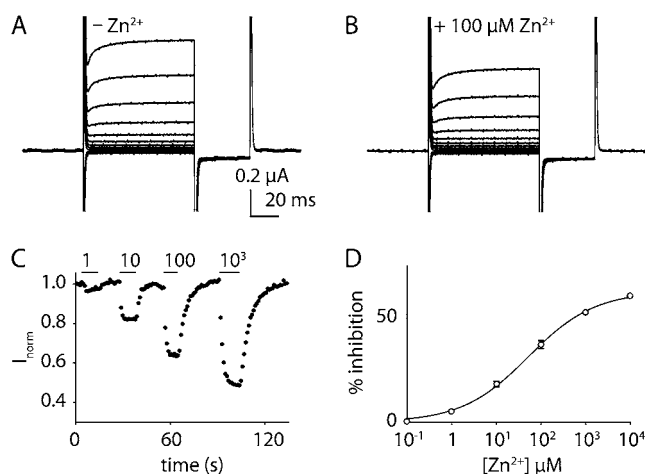 A
− Zn²⁺
B
+ 100 µM Zn²⁺
0.2 µA
20 ms
C
1 10 100 10³
1.0
0.8
0.6
0.4
I_norm
0 60 120
time (s)
D
50
0
% inhibition
10⁻¹ 1 10¹ 10² 10³ 10⁴
[Zn²⁺] µM